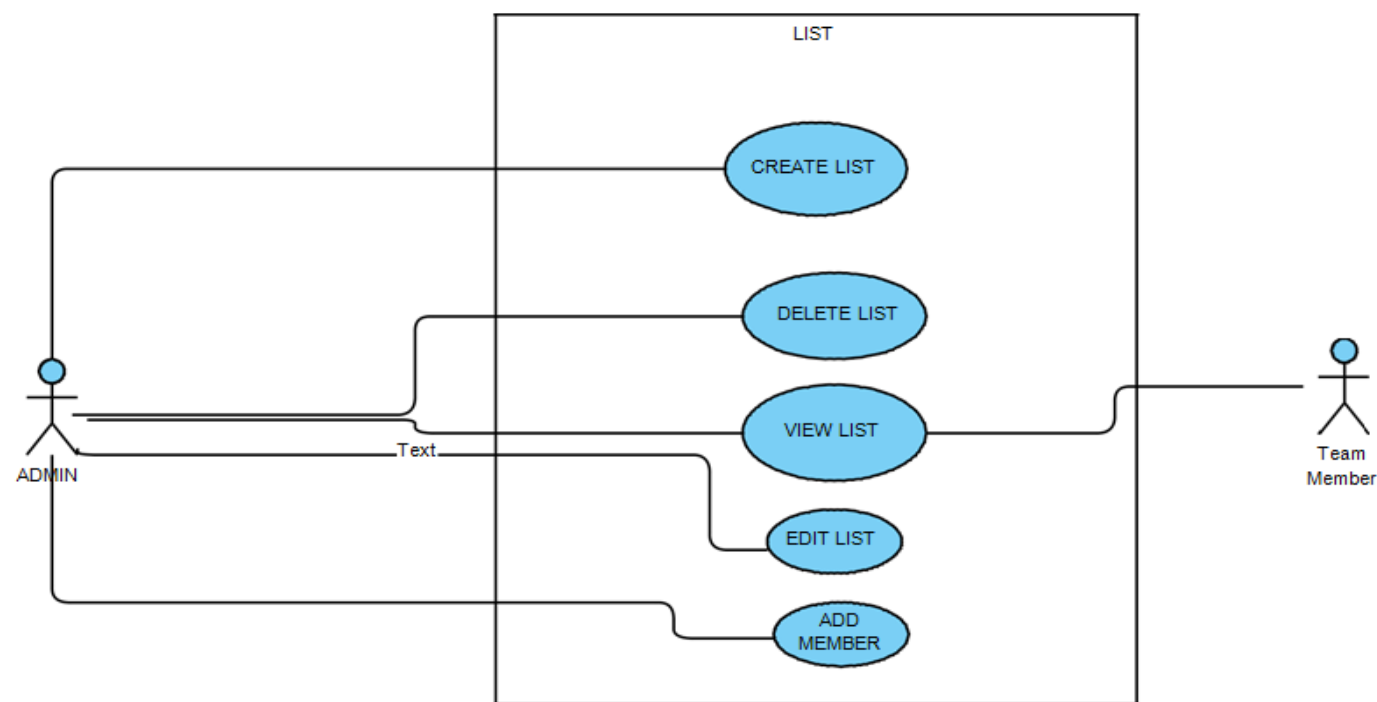 LIST
CREATE LIST
DELETE LIST
VIEW LIST
Text
ADMIN
Team
Member
EDIT LIST
ADD
MEMBER